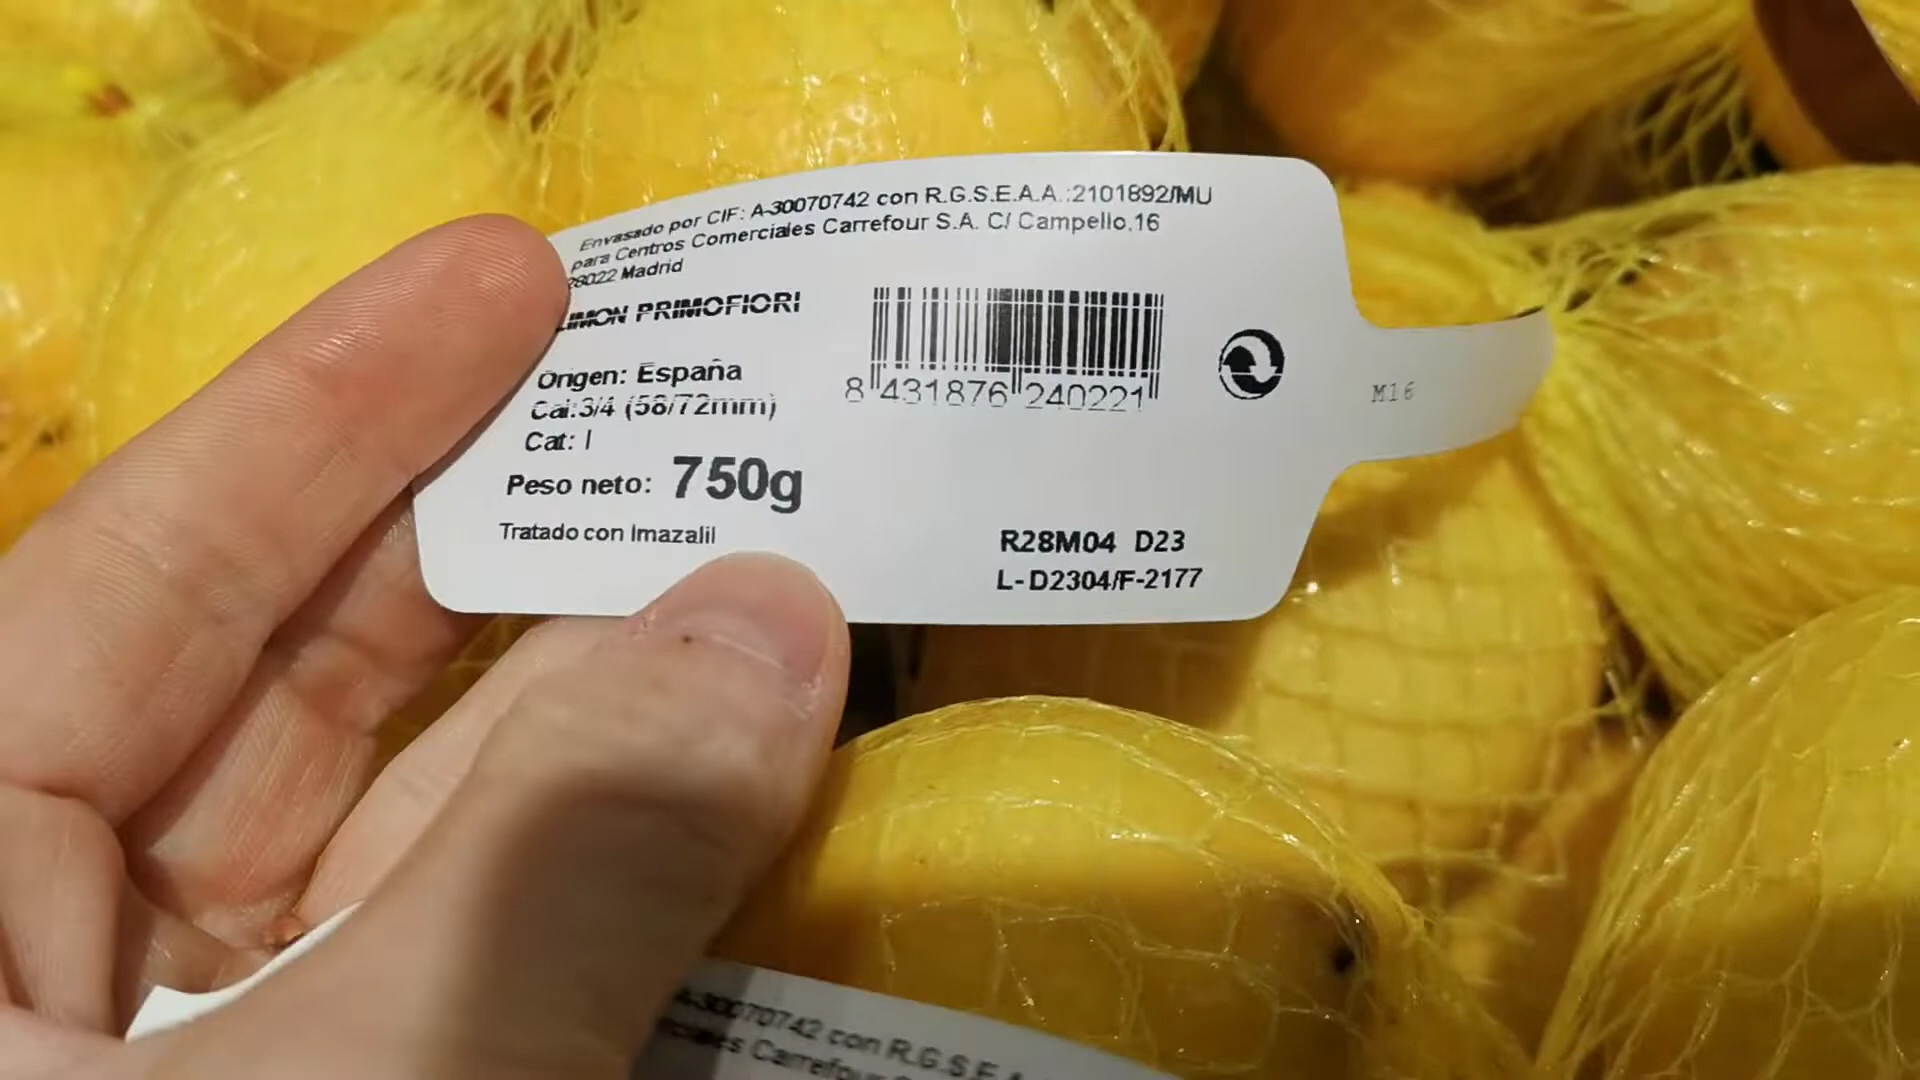 Envasado por CIF: A-30070742 con R.G.S.E.A.A.:2101892/MU
para Centros Comerciales Carrefour S.A. C/ Campello,16
28022 Madrid
LIMON PRIMOFIORI
Origen: España
Cal:3/4 (58/72mm)
Cat: I
Peso neto: 750g
Tratado con Imazalil
8 431876 240221
M16
R28M04 D23
L-D2304/F-2177
A-30070742 con R.G.S.E.A
Carrefour